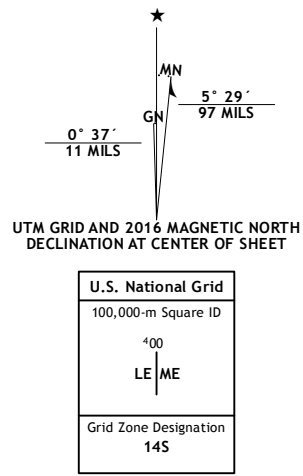 ★
MN
GN
5° 29´
97 MILS
0° 37´
11 MILS
UTM GRID AND 2016 MAGNETIC NORTH
DECLINATION AT CENTER OF SHEET
U.S. National Grid
100,000-m Square ID
⁴00
LE ME
Grid Zone Designation
14S